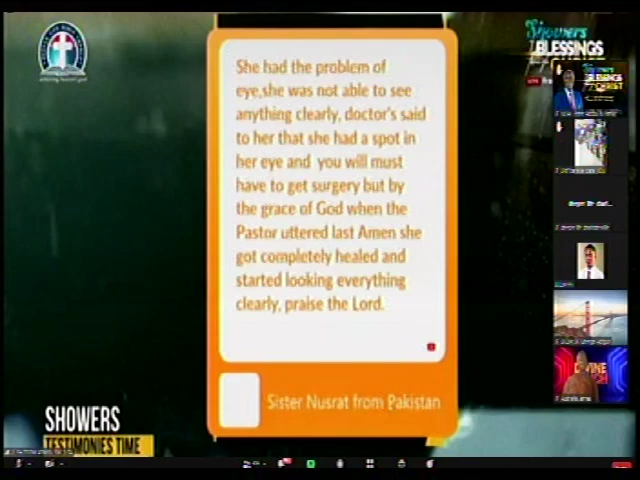 Showers
BLESSINGS
She had the problem of
eye,she was not able to see
anything clearly, doctor's said
to her that she had a spot in
her eye and you will must
have to get surgery but by
the grace of God when the
Pastor uttered last Amen she
got completely healed and
started looking everything
clearly, praise the Lord.
Sister Nusrat from Pakistan
SHOWERS
TESTIMONIES TIME